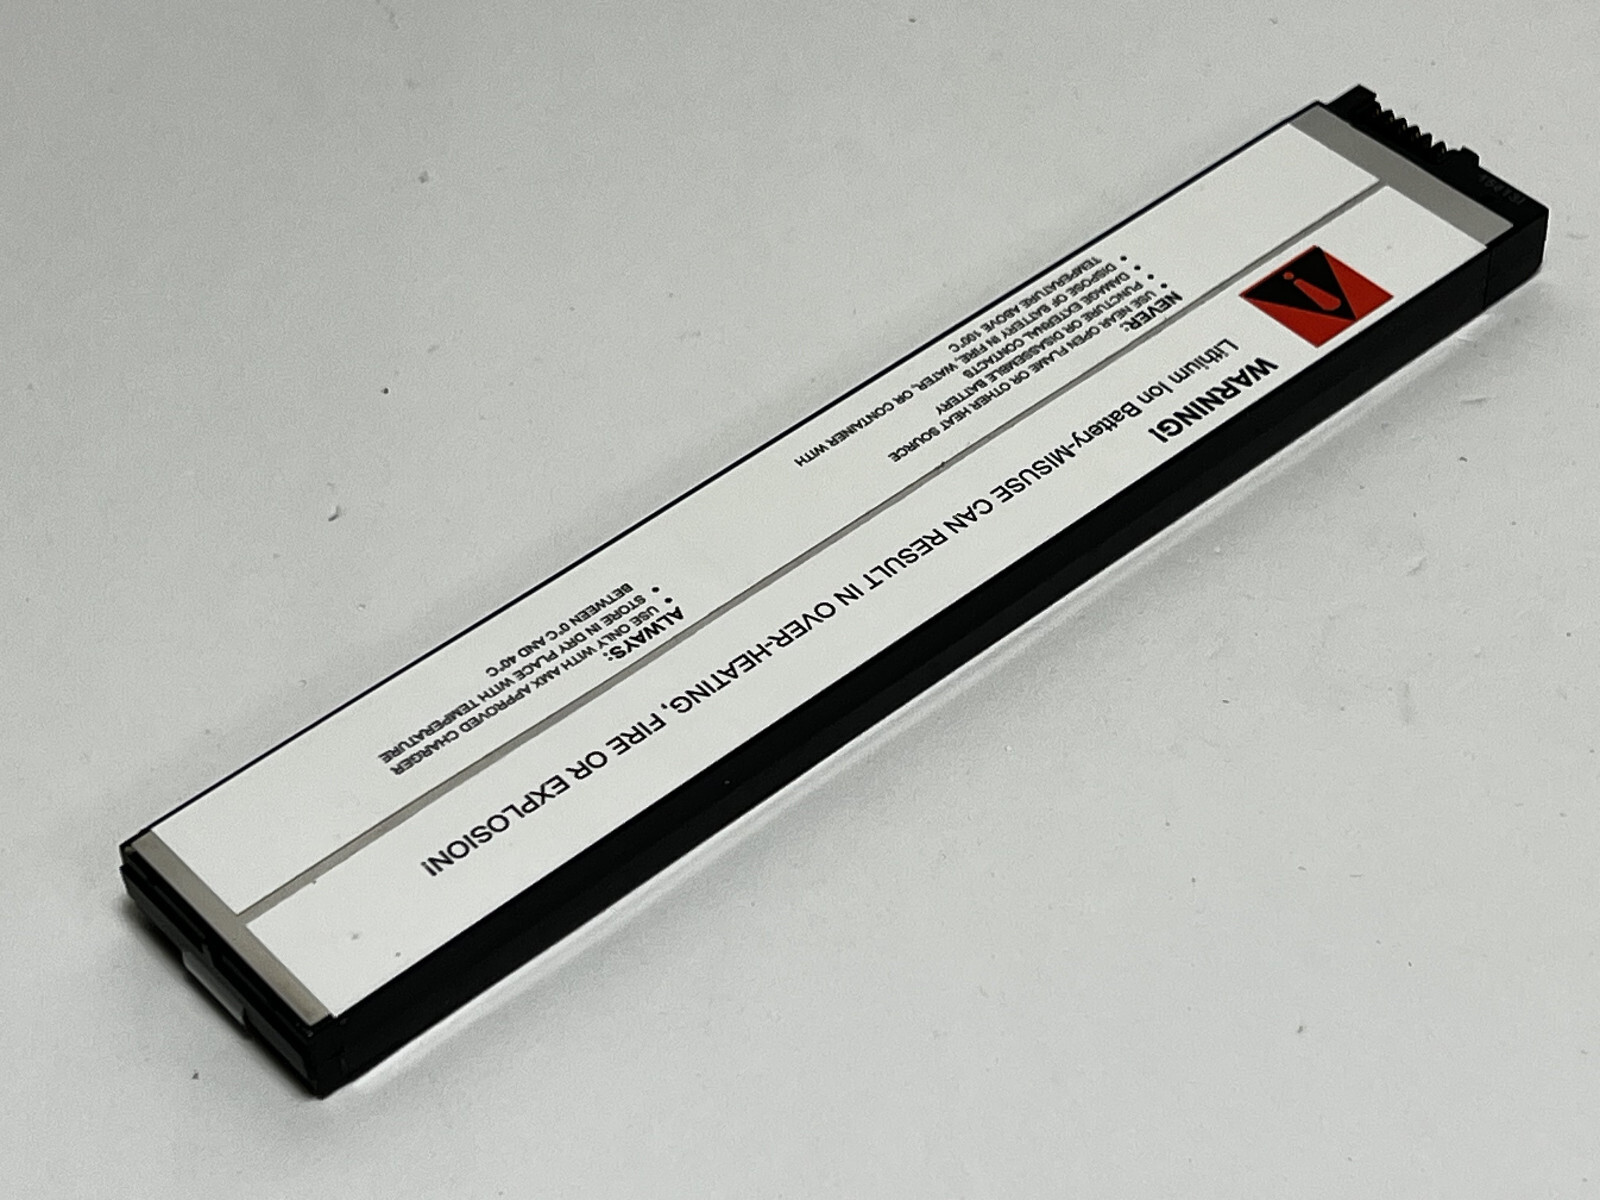 WARNING!
Lithium Ion Battery-MISUSE CAN RESULT IN OVER-HEATING, FIRE OR EXPLOSION!
NEVER:
• USE NEAR OPEN FLAME OR OTHER HEAT SOURCE
• PUNCTURE OR DISASSEMBLE BATTERY
• DAMAGE EXTERNAL CONTACTS
• DISPOSE OF BATTERY IN FIRE, WATER, OR CONTAINER WITH
TEMPERATURE ABOVE 100°C
ALWAYS:
• USE ONLY WITH AMX APPROVED CHARGER
• STORE IN DRY PLACE WITH TEMPERATURE
BETWEEN 0°C AND 40°C